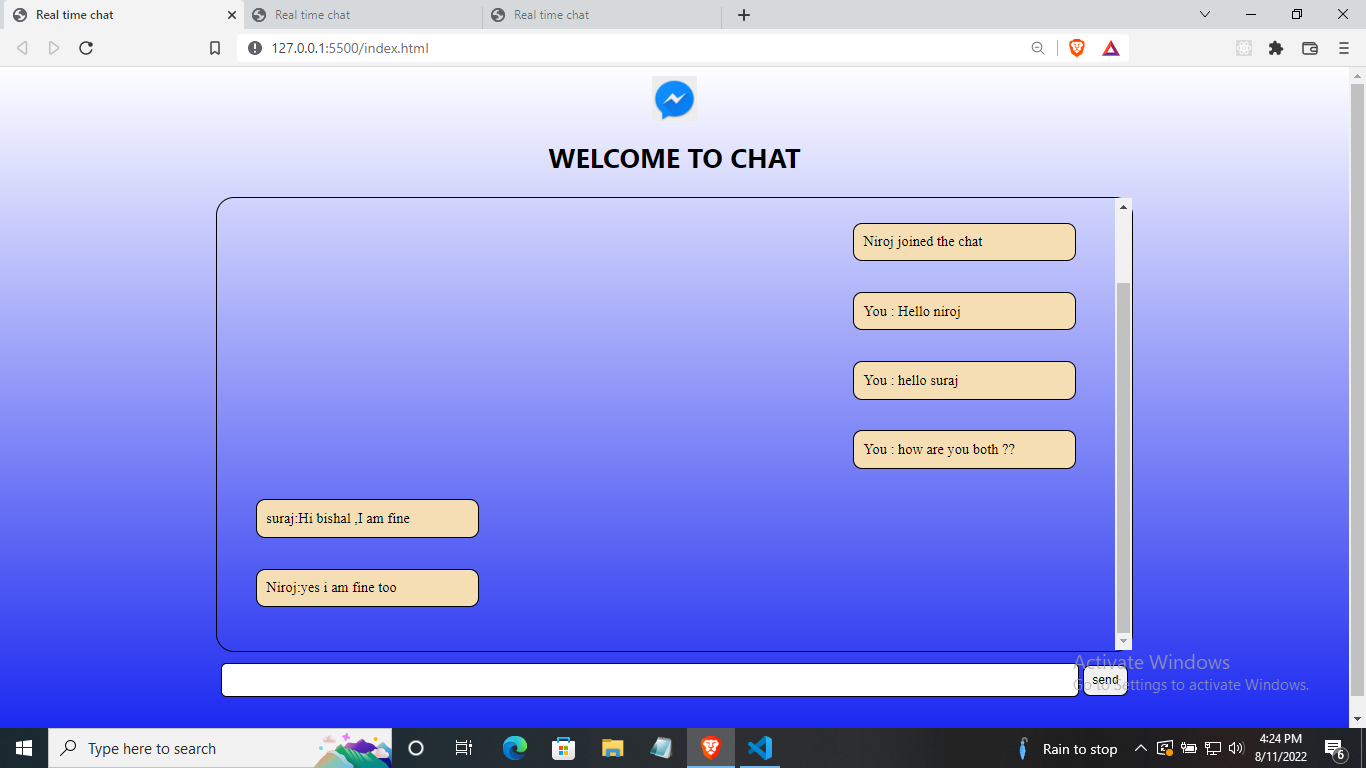 Real time chat
Real time chat
Real time chat
127.0.0.1:5500/index.html
WELCOME TO CHAT
Niroj joined the chat
You : Hello niroj
You : hello suraj
You : how are you both ??
suraj:Hi bishal ,I am fine
Niroj:yes i am fine too
send
Activate Windows
Go to Settings to activate Windows.
Type here to search
Rain to stop
4:24 PM
8/11/2022
6